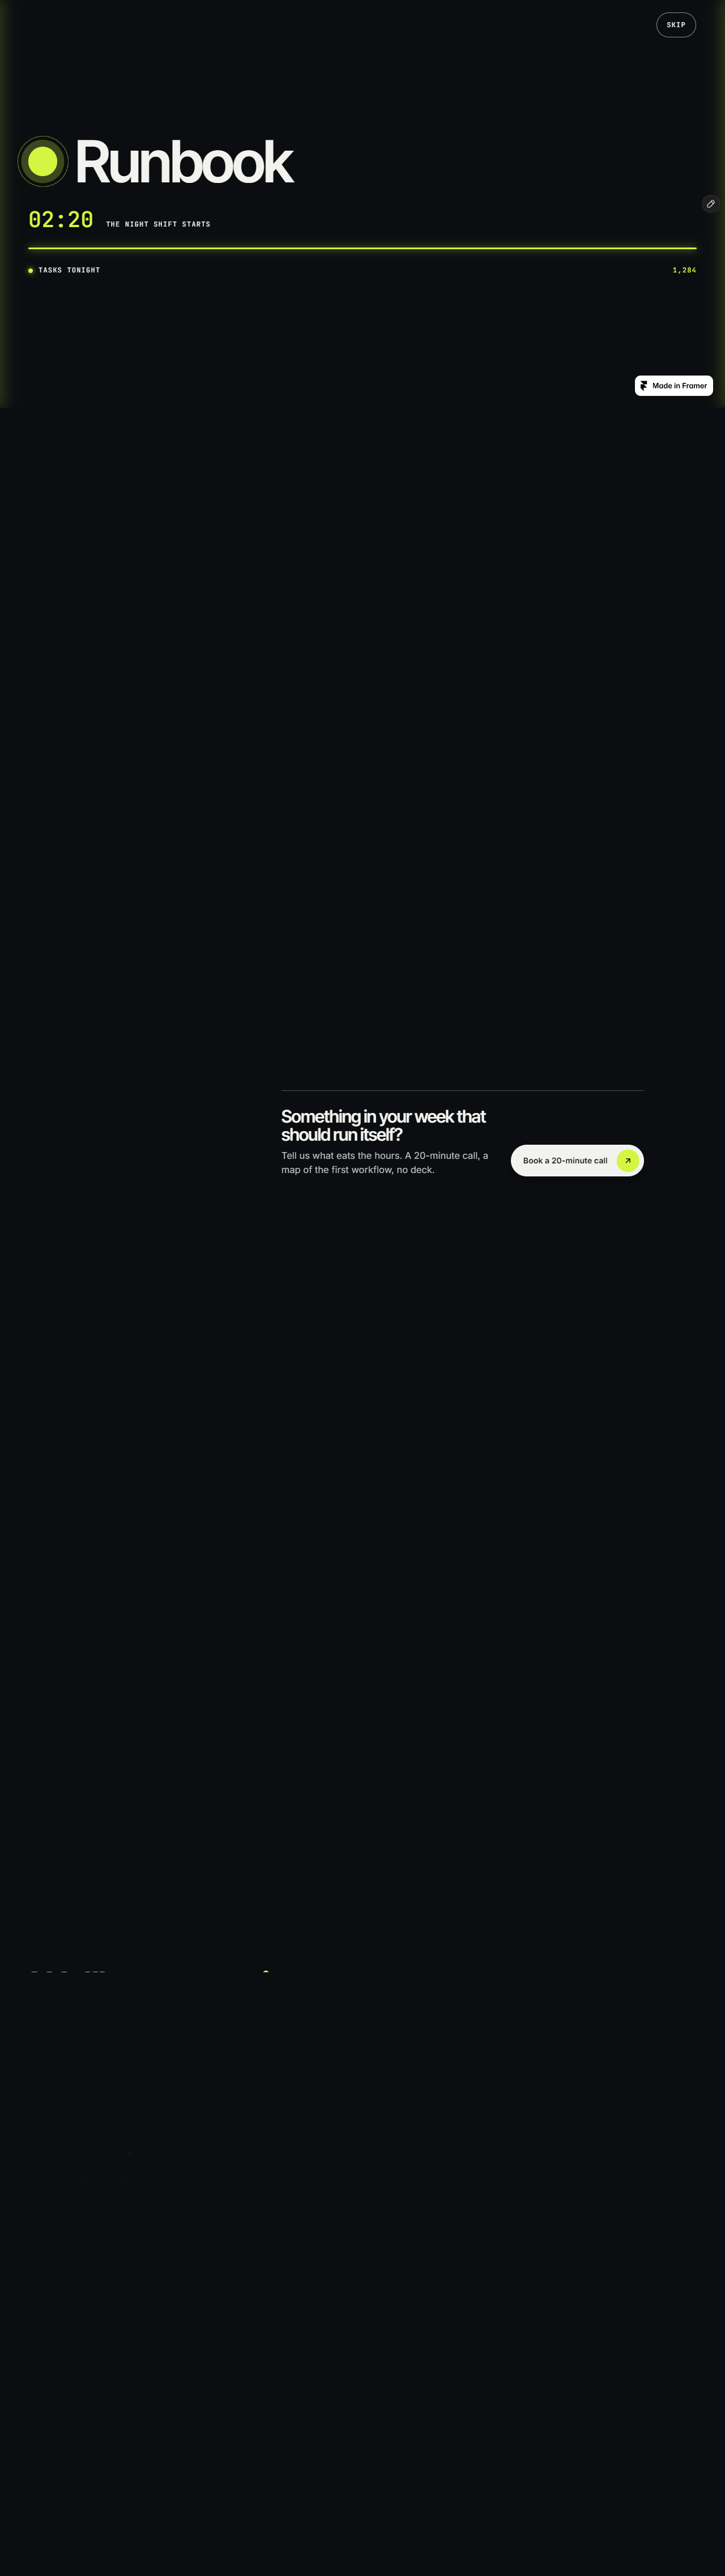 SKIP
Runbook
02:20 THE NIGHT SHIFT STARTS
TASKS TONIGHT 1,284
Made in Framer
Something in your week that
should run itself?
Tell us what eats the hours. A 20-minute call, a
map of the first workflow, no deck.
Book a 20-minute call